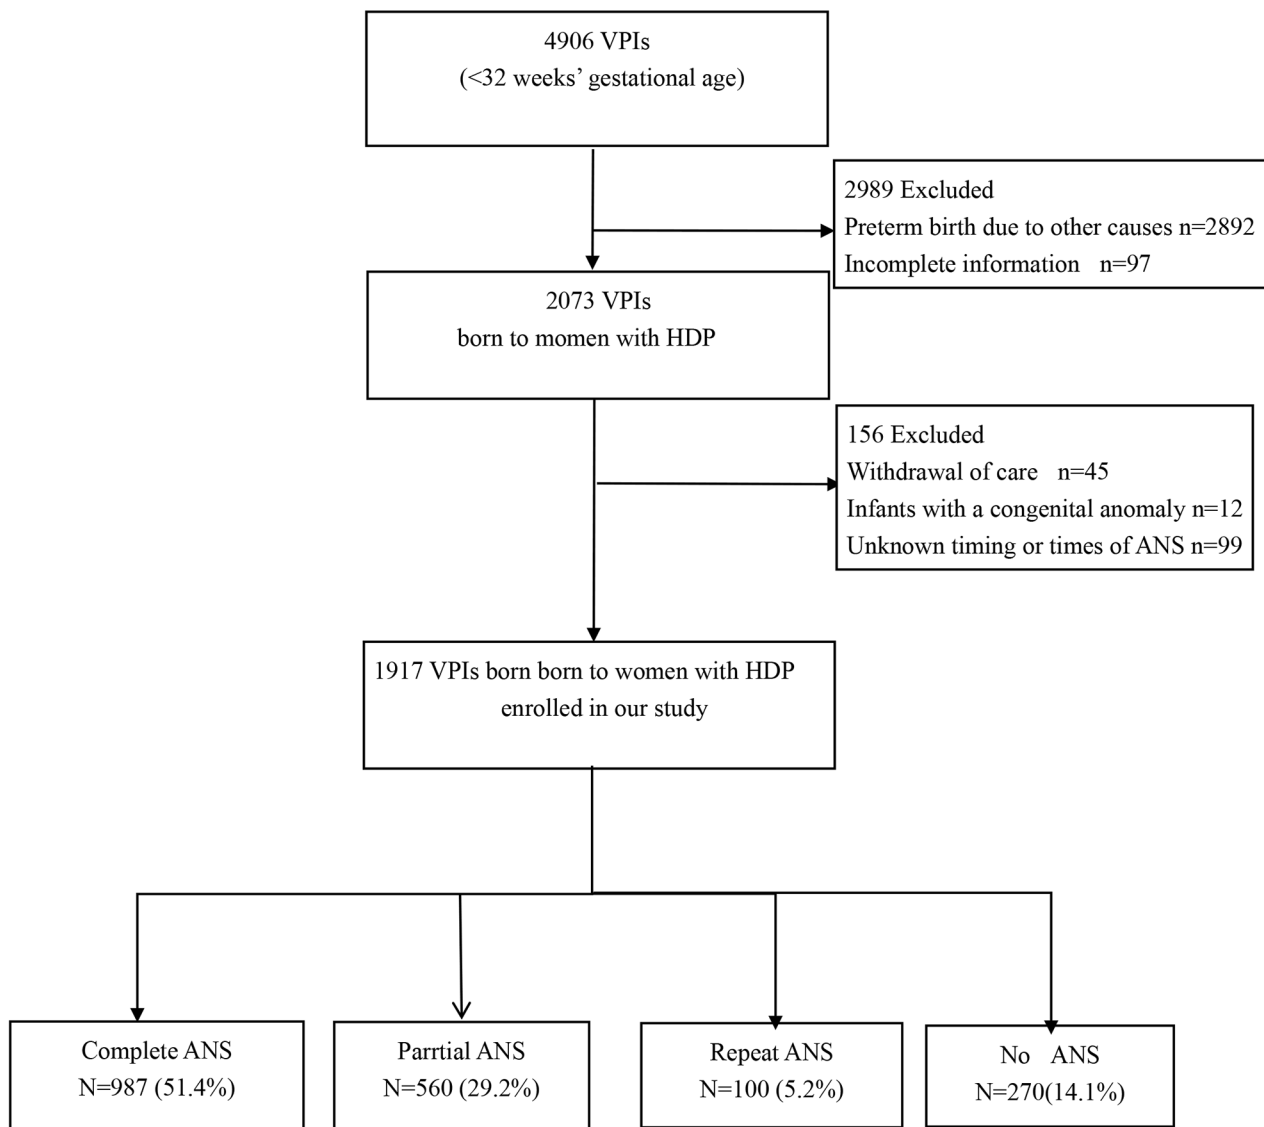 4906 VPIs
(<32 weeks’ gestational age)
2989 Excluded
Preterm birth due to other causes n=2892
Incomplete information n=97
2073 VPIs
born to women with HDP
156 Excluded
Withdrawal of care n=45
Infants with a congenital anomaly n=12
Unknown timing or times of ANS n=99
1917 VPIs born born to women with HDP
enrolled in our study
Complete ANS
N=987 (51.4%)
Parrtial ANS
N=560 (29.2%)
Repeat ANS
N=100 (5.2%)
No ANS
N=270(14.1%)